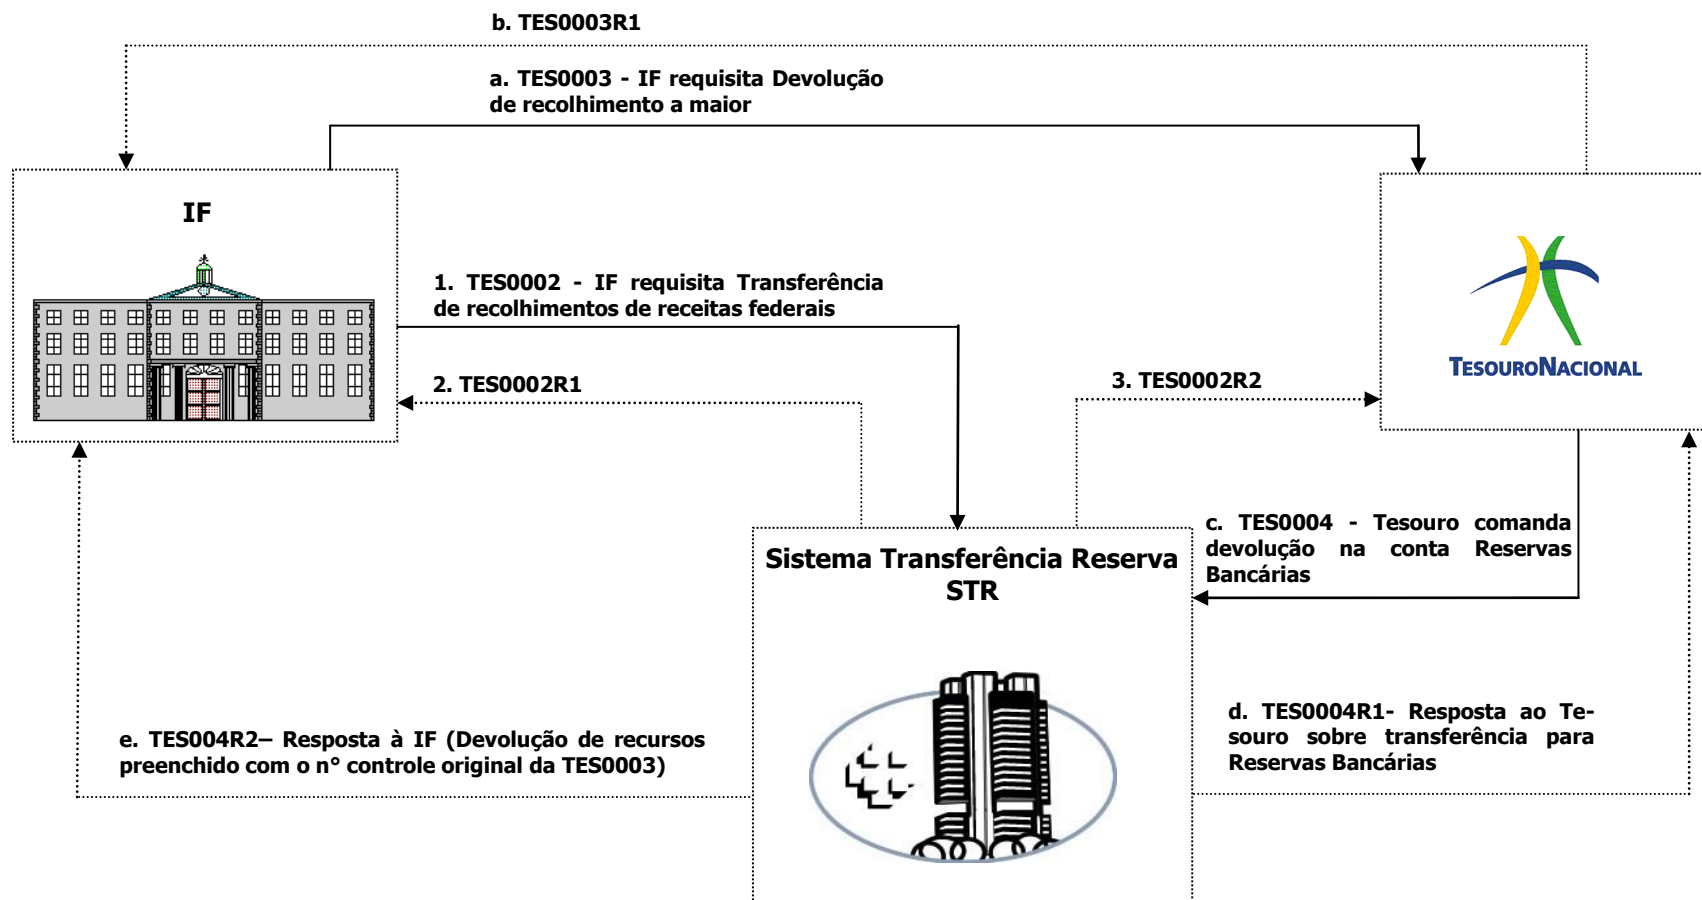 b. TES0003R1
a. TES0003 - IF requisita Devolução
de recolhimento a maior
IF
1. TES0002 - IF requisita Transferência
de recolhimentos de receitas federais
2. TES0002R1
3. TES0002R2
TESOURONACIONAL
c. TES0004 - Tesouro comanda
devolução na conta Reservas
Bancárias
Sistema Transferência Reserva
STR
d. TES0004R1- Resposta ao Te-
souro sobre transferência para
Reservas Bancárias
e. TES004R2– Resposta à IF (Devolução de recursos
preenchido com o n° controle original da TES0003)